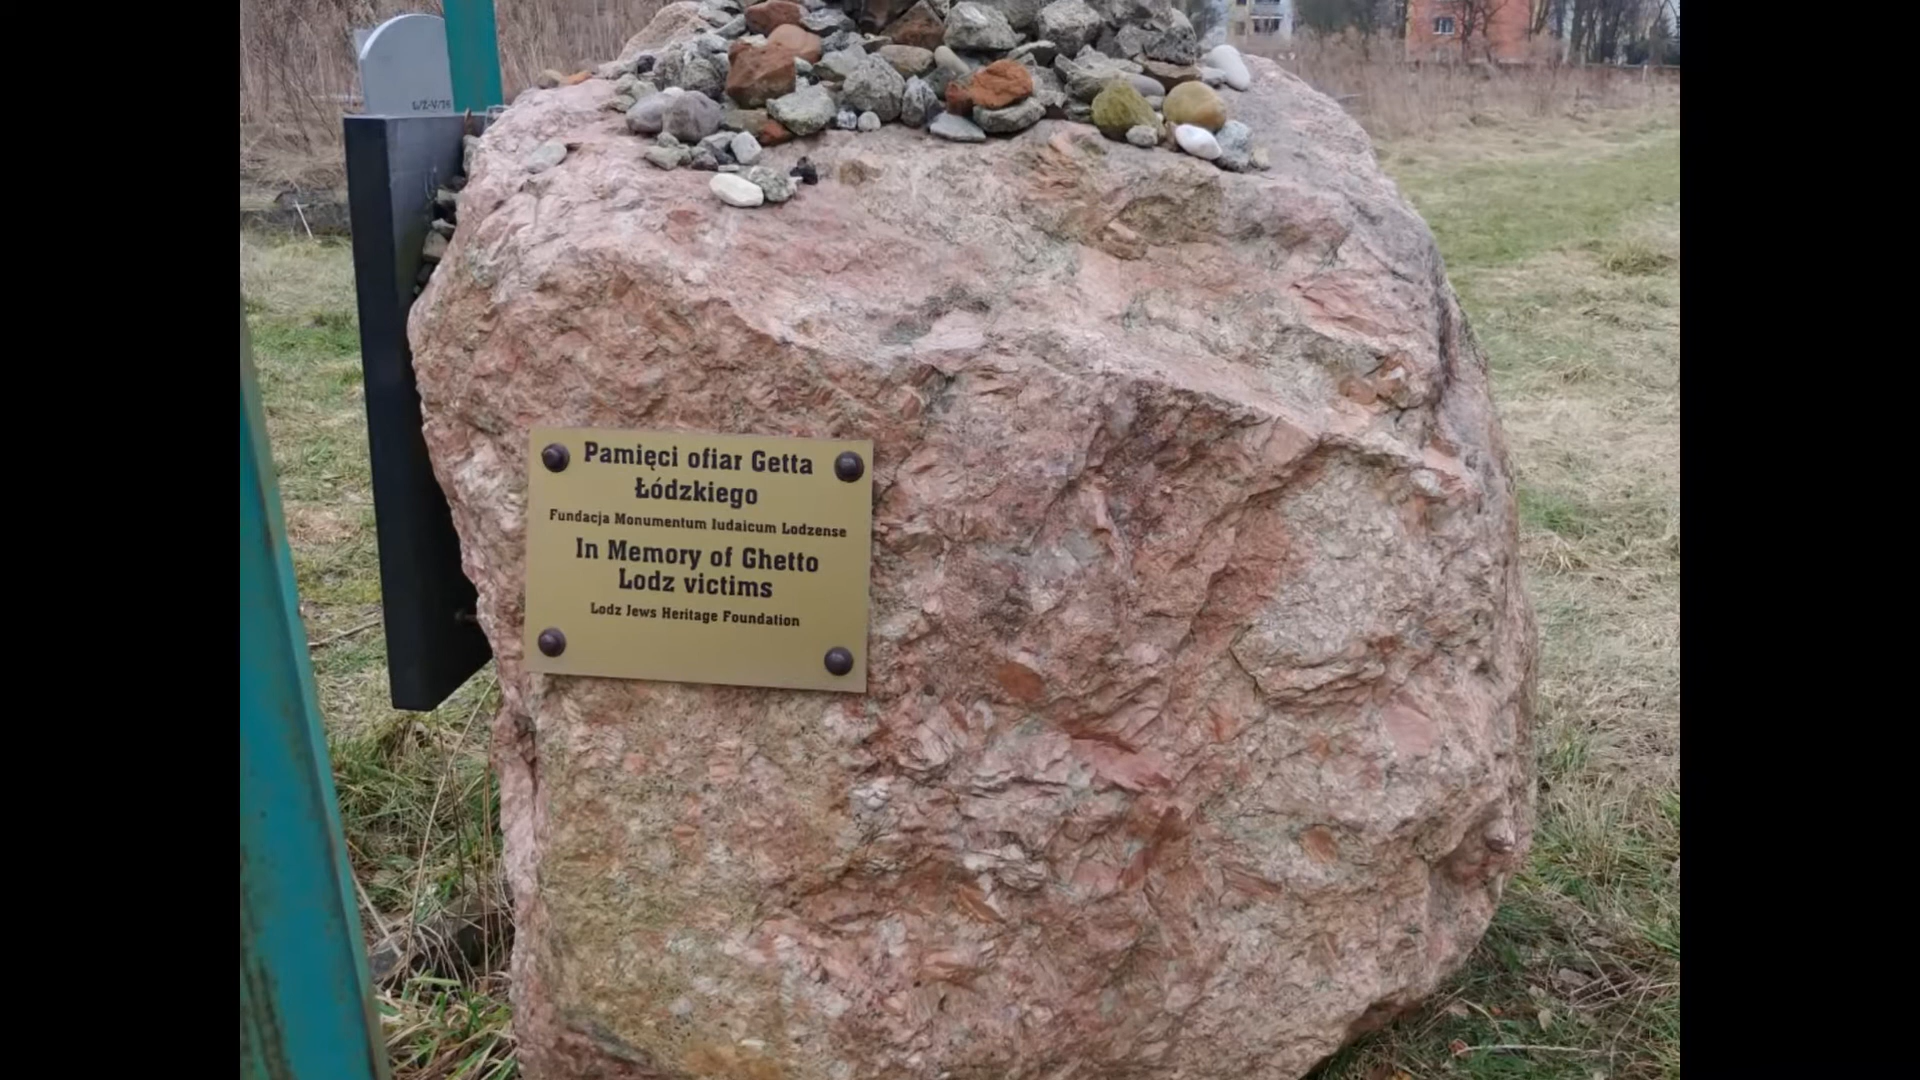 Pamięci ofiar Getta
Łódzkiego
Fundacja Monumentum Iudaicum Lodzense
In Memory of Ghetto
Lodz victims
Lodz Jews Heritage Foundation